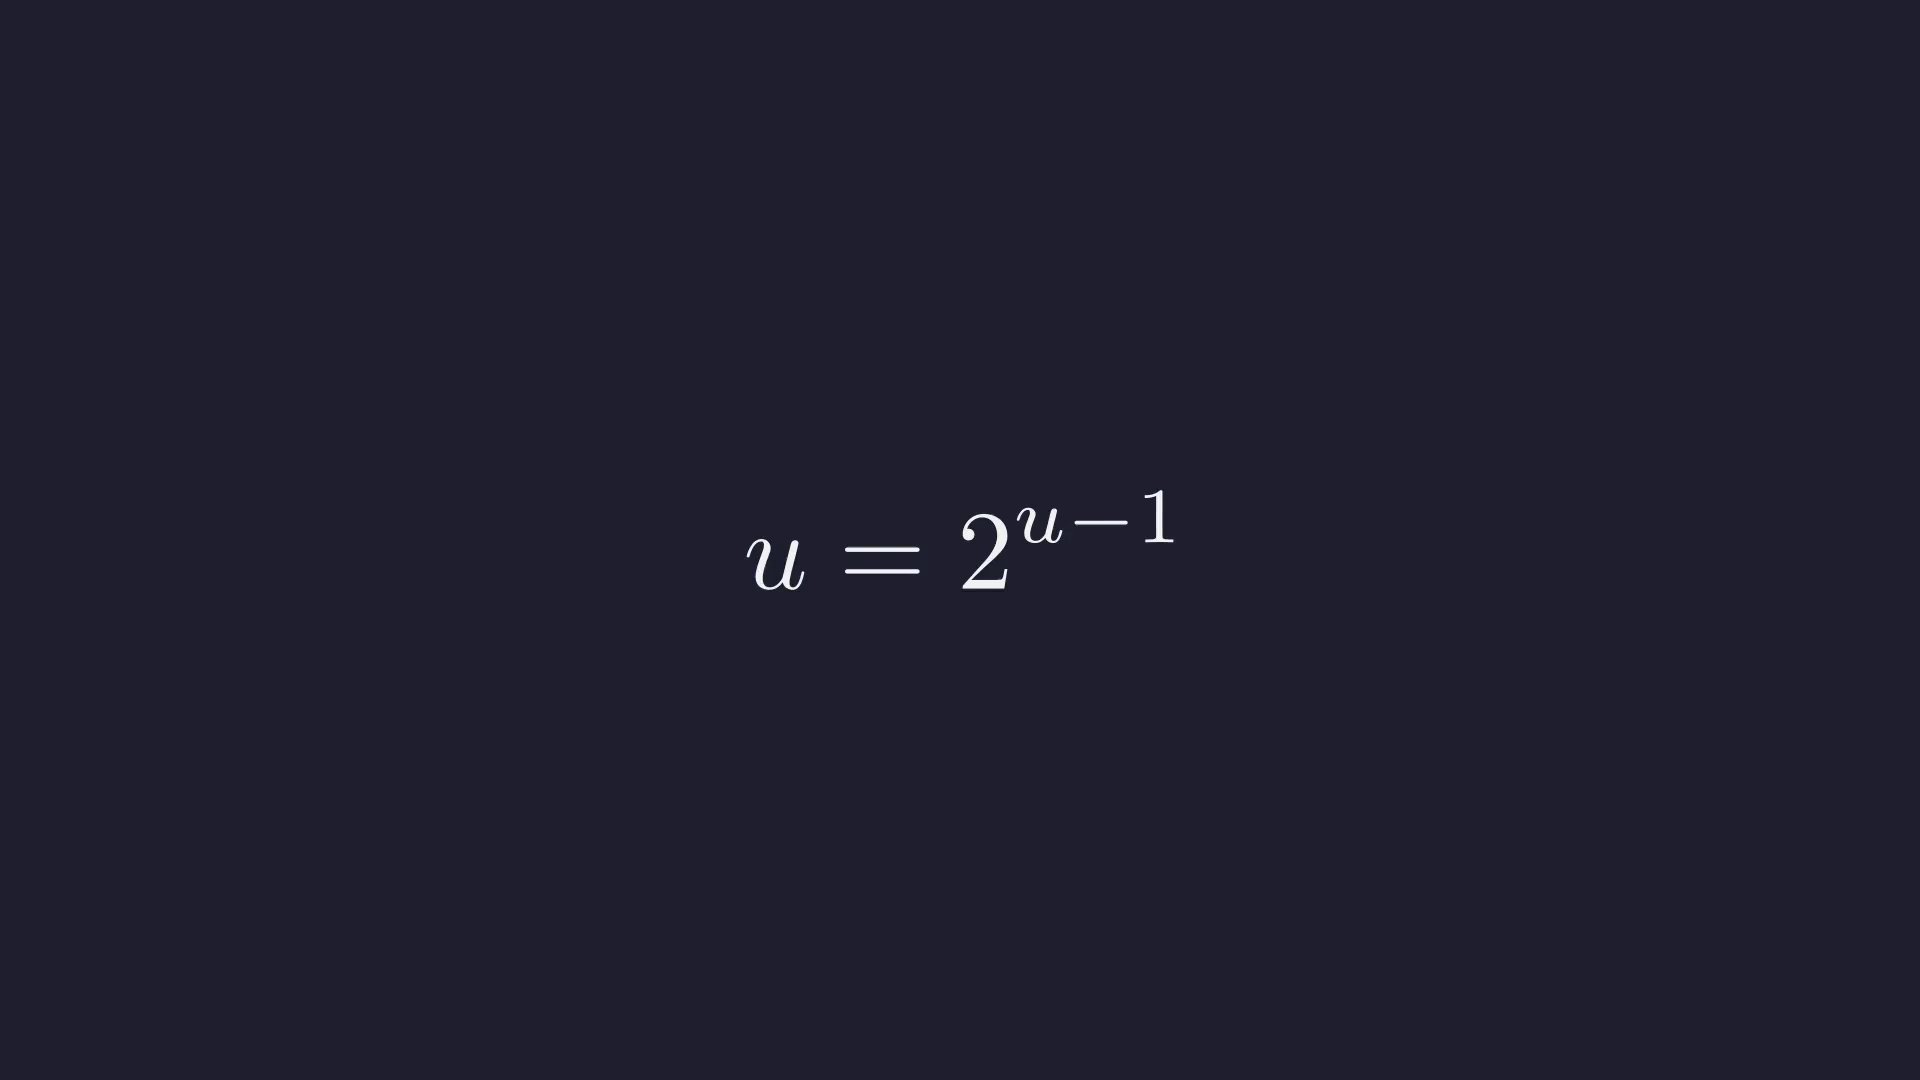 u = 2^{u-1}